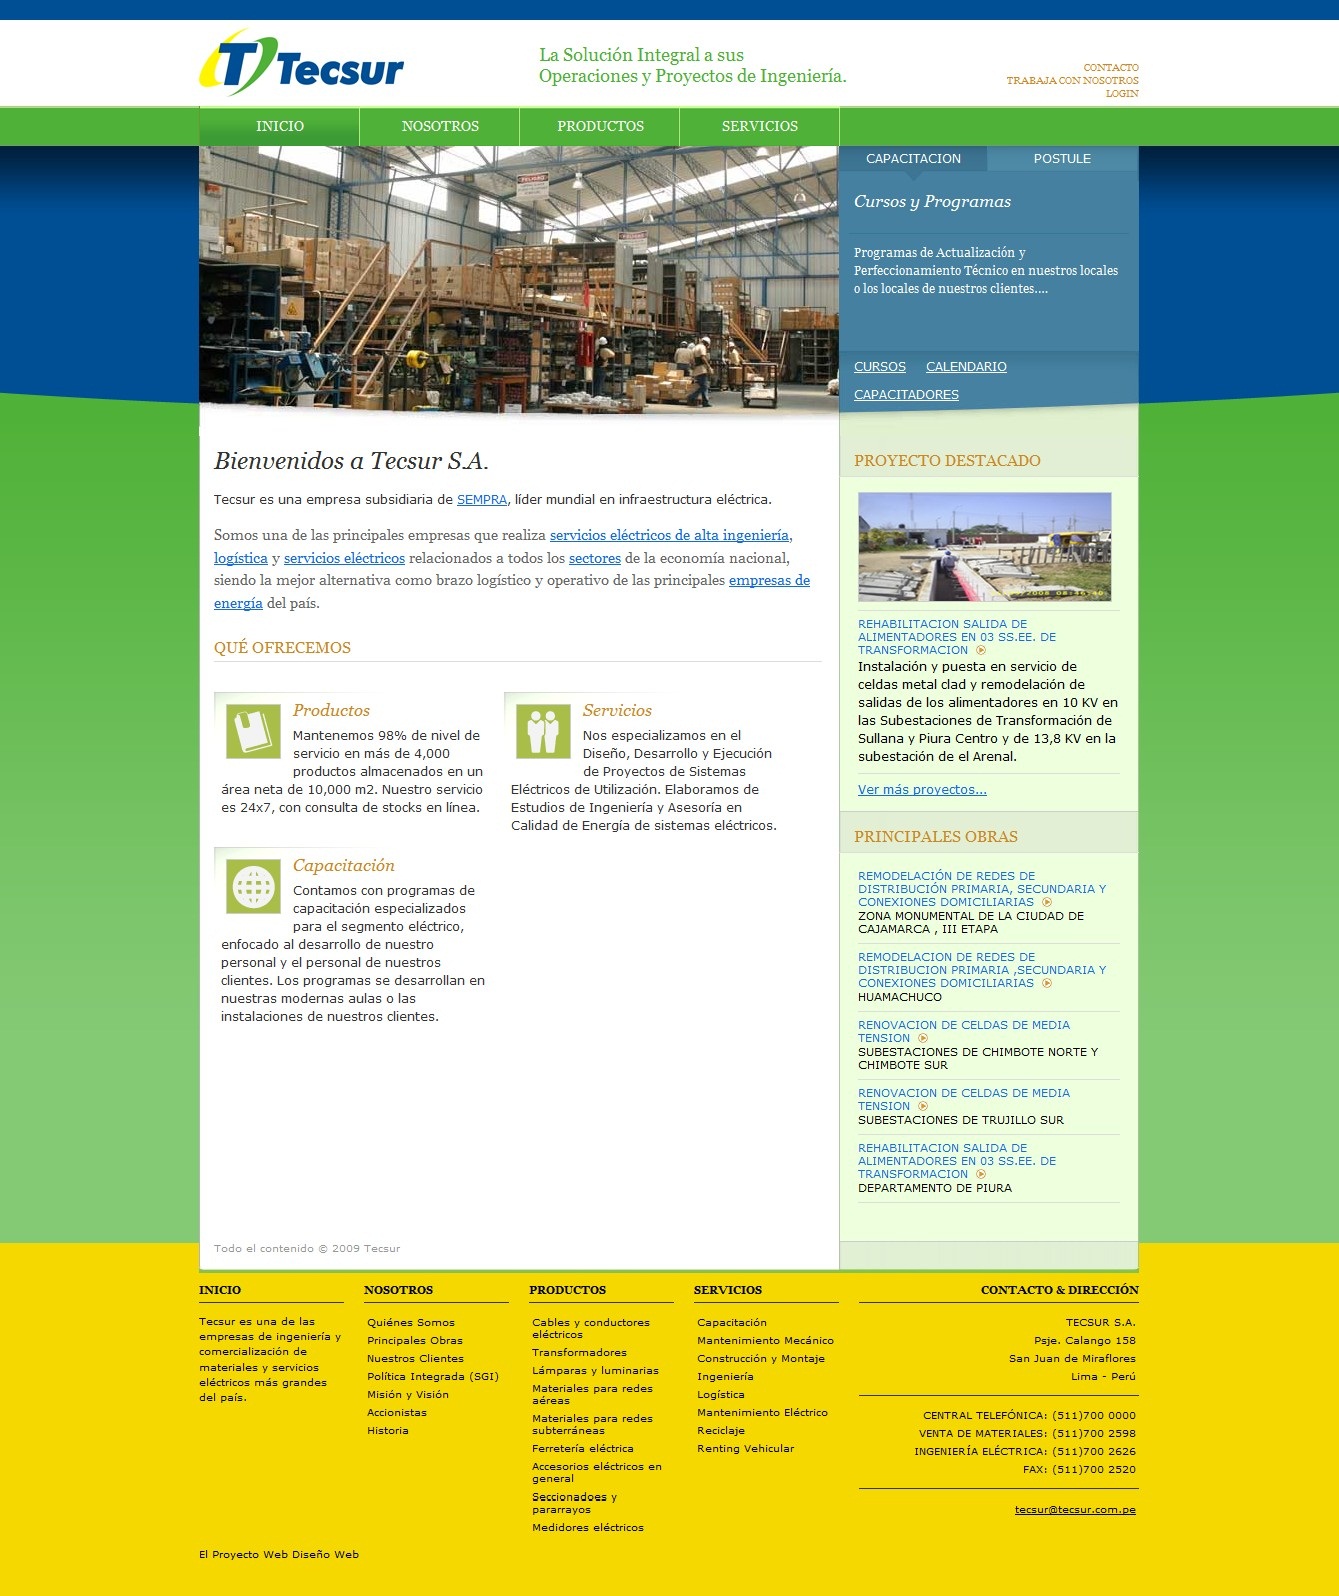 Tecsur
La Solución Integral a sus
Operaciones y Proyectos de Ingeniería.
CONTACTO
TRABAJA CON NOSOTROS
LOGIN
INICIO
NOSOTROS
PRODUCTOS
SERVICIOS
PELIGRO
CAPACITACION
POSTULE
Cursos y Programas
Programas de Actualización y
Perfeccionamiento Técnico en nuestros locales
o los locales de nuestros clientes....
CURSOS
CALENDARIO
CAPACITADORES
Bienvenidos a Tecsur S.A.
Tecsur es una empresa subsidiaria de SEMPRA, líder mundial en infraestructura eléctrica.
Somos una de las principales empresas que realiza servicios eléctricos de alta ingeniería,
logística y servicios eléctricos relacionados a todos los sectores de la economía nacional,
siendo la mejor alternativa como brazo logístico y operativo de las principales empresas de
energía del país.
QUÉ OFRECEMOS
Productos
Mantenemos 98% de nivel de
servicio en más de 4,000
productos almacenados en un
área neta de 10,000 m2. Nuestro servicio
es 24x7, con consulta de stocks en línea.
Servicios
Nos especializamos en el
Diseño, Desarrollo y Ejecución
de Proyectos de Sistemas
Eléctricos de Utilización. Elaboramos de
Estudios de Ingeniería y Asesoría en
Calidad de Energía de sistemas eléctricos.
Capacitación
Contamos con programas de
capacitación especializados
para el segmento eléctrico,
enfocado al desarrollo de nuestro
personal y el personal de nuestros
clientes. Los programas se desarrollan en
nuestras modernas aulas o las
instalaciones de nuestros clientes.
Todo el contenido © 2009 Tecsur
PROYECTO DESTACADO
REHABILITACION SALIDA DE
ALIMENTADORES EN 03 SS.EE. DE
TRANSFORMACION
Instalación y puesta en servicio de
celdas metal clad y remodelación de
salidas de los alimentadores en 10 KV en
las Subestaciones de Transformación de
Sullana y Piura Centro y de 13,8 KV en la
subestación de el Arenal.
Ver más proyectos...
PRINCIPALES OBRAS
REMODELACIÓN DE REDES DE
DISTRIBUCIÓN PRIMARIA, SECUNDARIA Y
CONEXIONES DOMICILIARIAS
ZONA MONUMENTAL DE LA CIUDAD DE
CAJAMARCA , III ETAPA
REMODELACION DE REDES DE
DISTRIBUCION PRIMARIA ,SECUNDARIA Y
CONEXIONES DOMICILIARIAS
HUAMACHUCO
RENOVACION DE CELDAS DE MEDIA
TENSION
SUBESTACIONES DE CHIMBOTE NORTE Y
CHIMBOTE SUR
RENOVACION DE CELDAS DE MEDIA
TENSION
SUBESTACIONES DE TRUJILLO SUR
REHABILITACION SALIDA DE
ALIMENTADORES EN 03 SS.EE. DE
TRANSFORMACION
DEPARTAMENTO DE PIURA
INICIO
Tecsur es una de las
empresas de ingeniería y
comercialización de
materiales y servicios
eléctricos más grandes
del país.
NOSOTROS
Quiénes Somos
Principales Obras
Nuestros Clientes
Política Integrada (SGI)
Misión y Visión
Accionistas
Historia
PRODUCTOS
Cables y conductores
eléctricos
Transformadores
Lámparas y luminarias
Materiales para redes
aéreas
Materiales para redes
subterráneas
Ferretería eléctrica
Accesorios eléctricos en
general
Seccionadoes y
pararrayos
Medidores eléctricos
SERVICIOS
Capacitación
Mantenimiento Mecánico
Construcción y Montaje
Ingeniería
Logística
Mantenimiento Eléctrico
Reciclaje
Renting Vehicular
CONTACTO & DIRECCIÓN
TECSUR S.A.
Psje. Calango 158
San Juan de Miraflores
Lima - Perú
CENTRAL TELEFÓNICA: (511)700 0000
VENTA DE MATERIALES: (511)700 2598
INGENIERÍA ELÉCTRICA: (511)700 2626
FAX: (511)700 2520
tecsur@tecsur.com.pe
El Proyecto Web Diseño Web